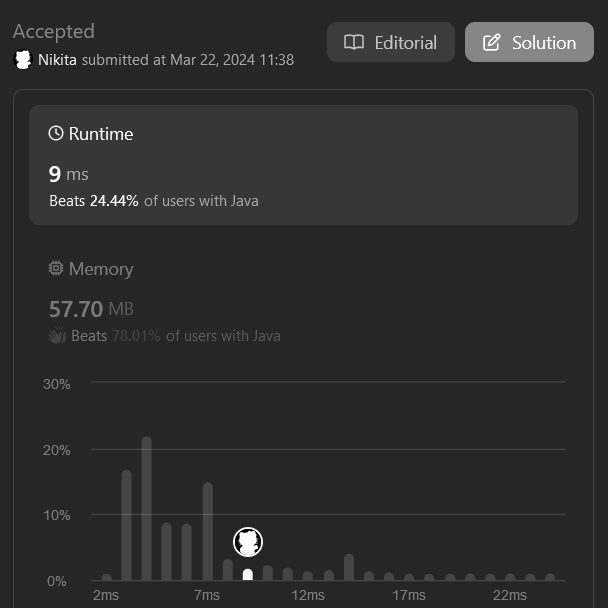 Accepted
Nikita submitted at Mar 22, 2024 11:38
Editorial
Solution
Runtime
9 ms
Beats 24.44% of users with Java
Memory
57.70 MB
Beats 78.01% of users with Java
30%
20%
10%
0%
2ms 7ms 12ms 17ms 22ms